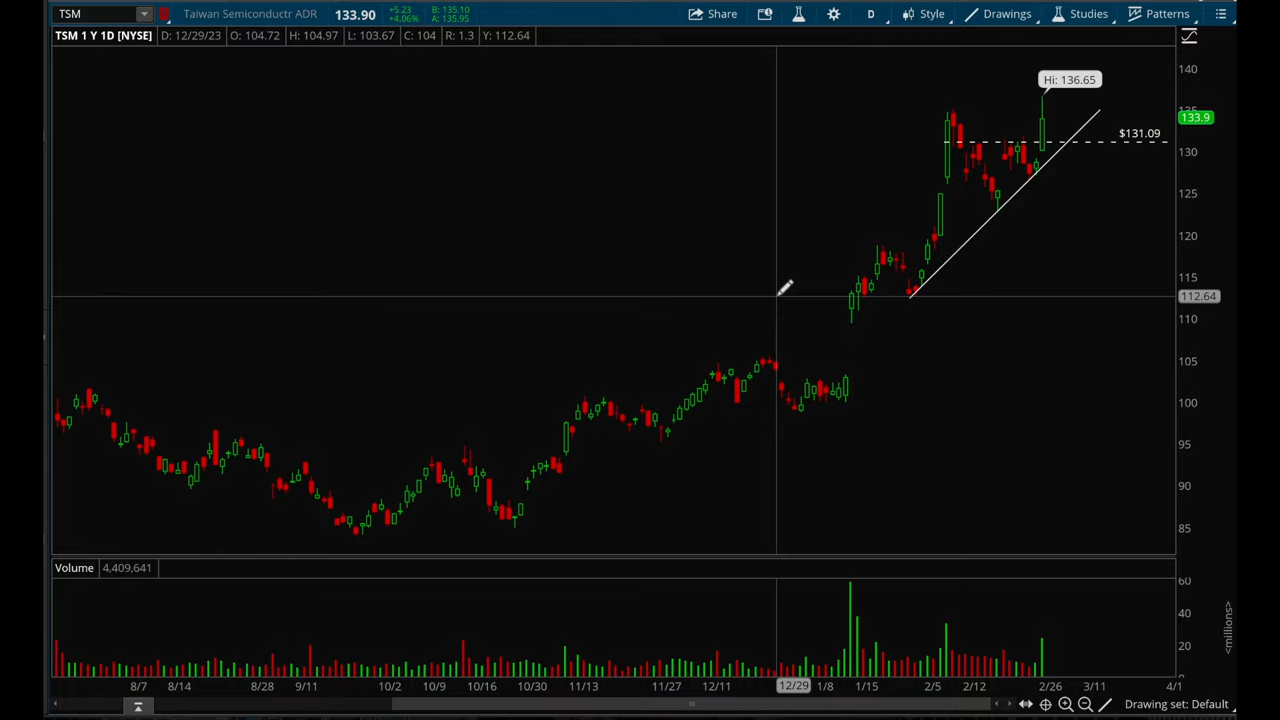 TSM Taiwan Semiconductr ADR 133.90 +5.23 B: 135.10 Share D Style Drawings Studies Patterns
+4.06% A: 135.95
TSM 1 Y 1D [NYSE] D: 12/29/23 O: 104.72 H: 104.97 L: 103.67 C: 104 R: 1.3 Y: 112.64
140
Hi: 136.65
135
133.9
$131.09
130
125
120
115
112.64
110
105
100
95
90
85
Volume 4,409,641
60
40
20
<millions>
8/7 8/14 8/28 9/11 10/2 10/9 10/16 10/30 11/13 11/27 12/11 12/29 1/8 1/15 2/5 2/12 2/26 3/11 4/1
Drawing set: Default